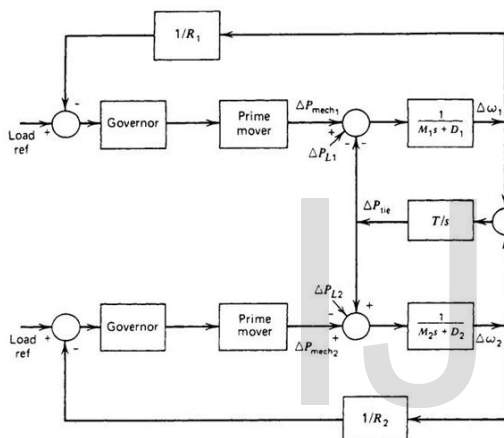 1/R₁
-
+
Load
ref
Governor
Prime
mover
ΔP_mech₁
+
ΔP_L1
-
-
1
M₁s + D₁
Δω₁
ΔP_tie
T/s
ΔP_L2
+
-
+
Load
ref
+
-
Governor
Prime
mover
ΔP_mech₂
1
M₂s + D₂
Δω₂
1/R₂
IJ